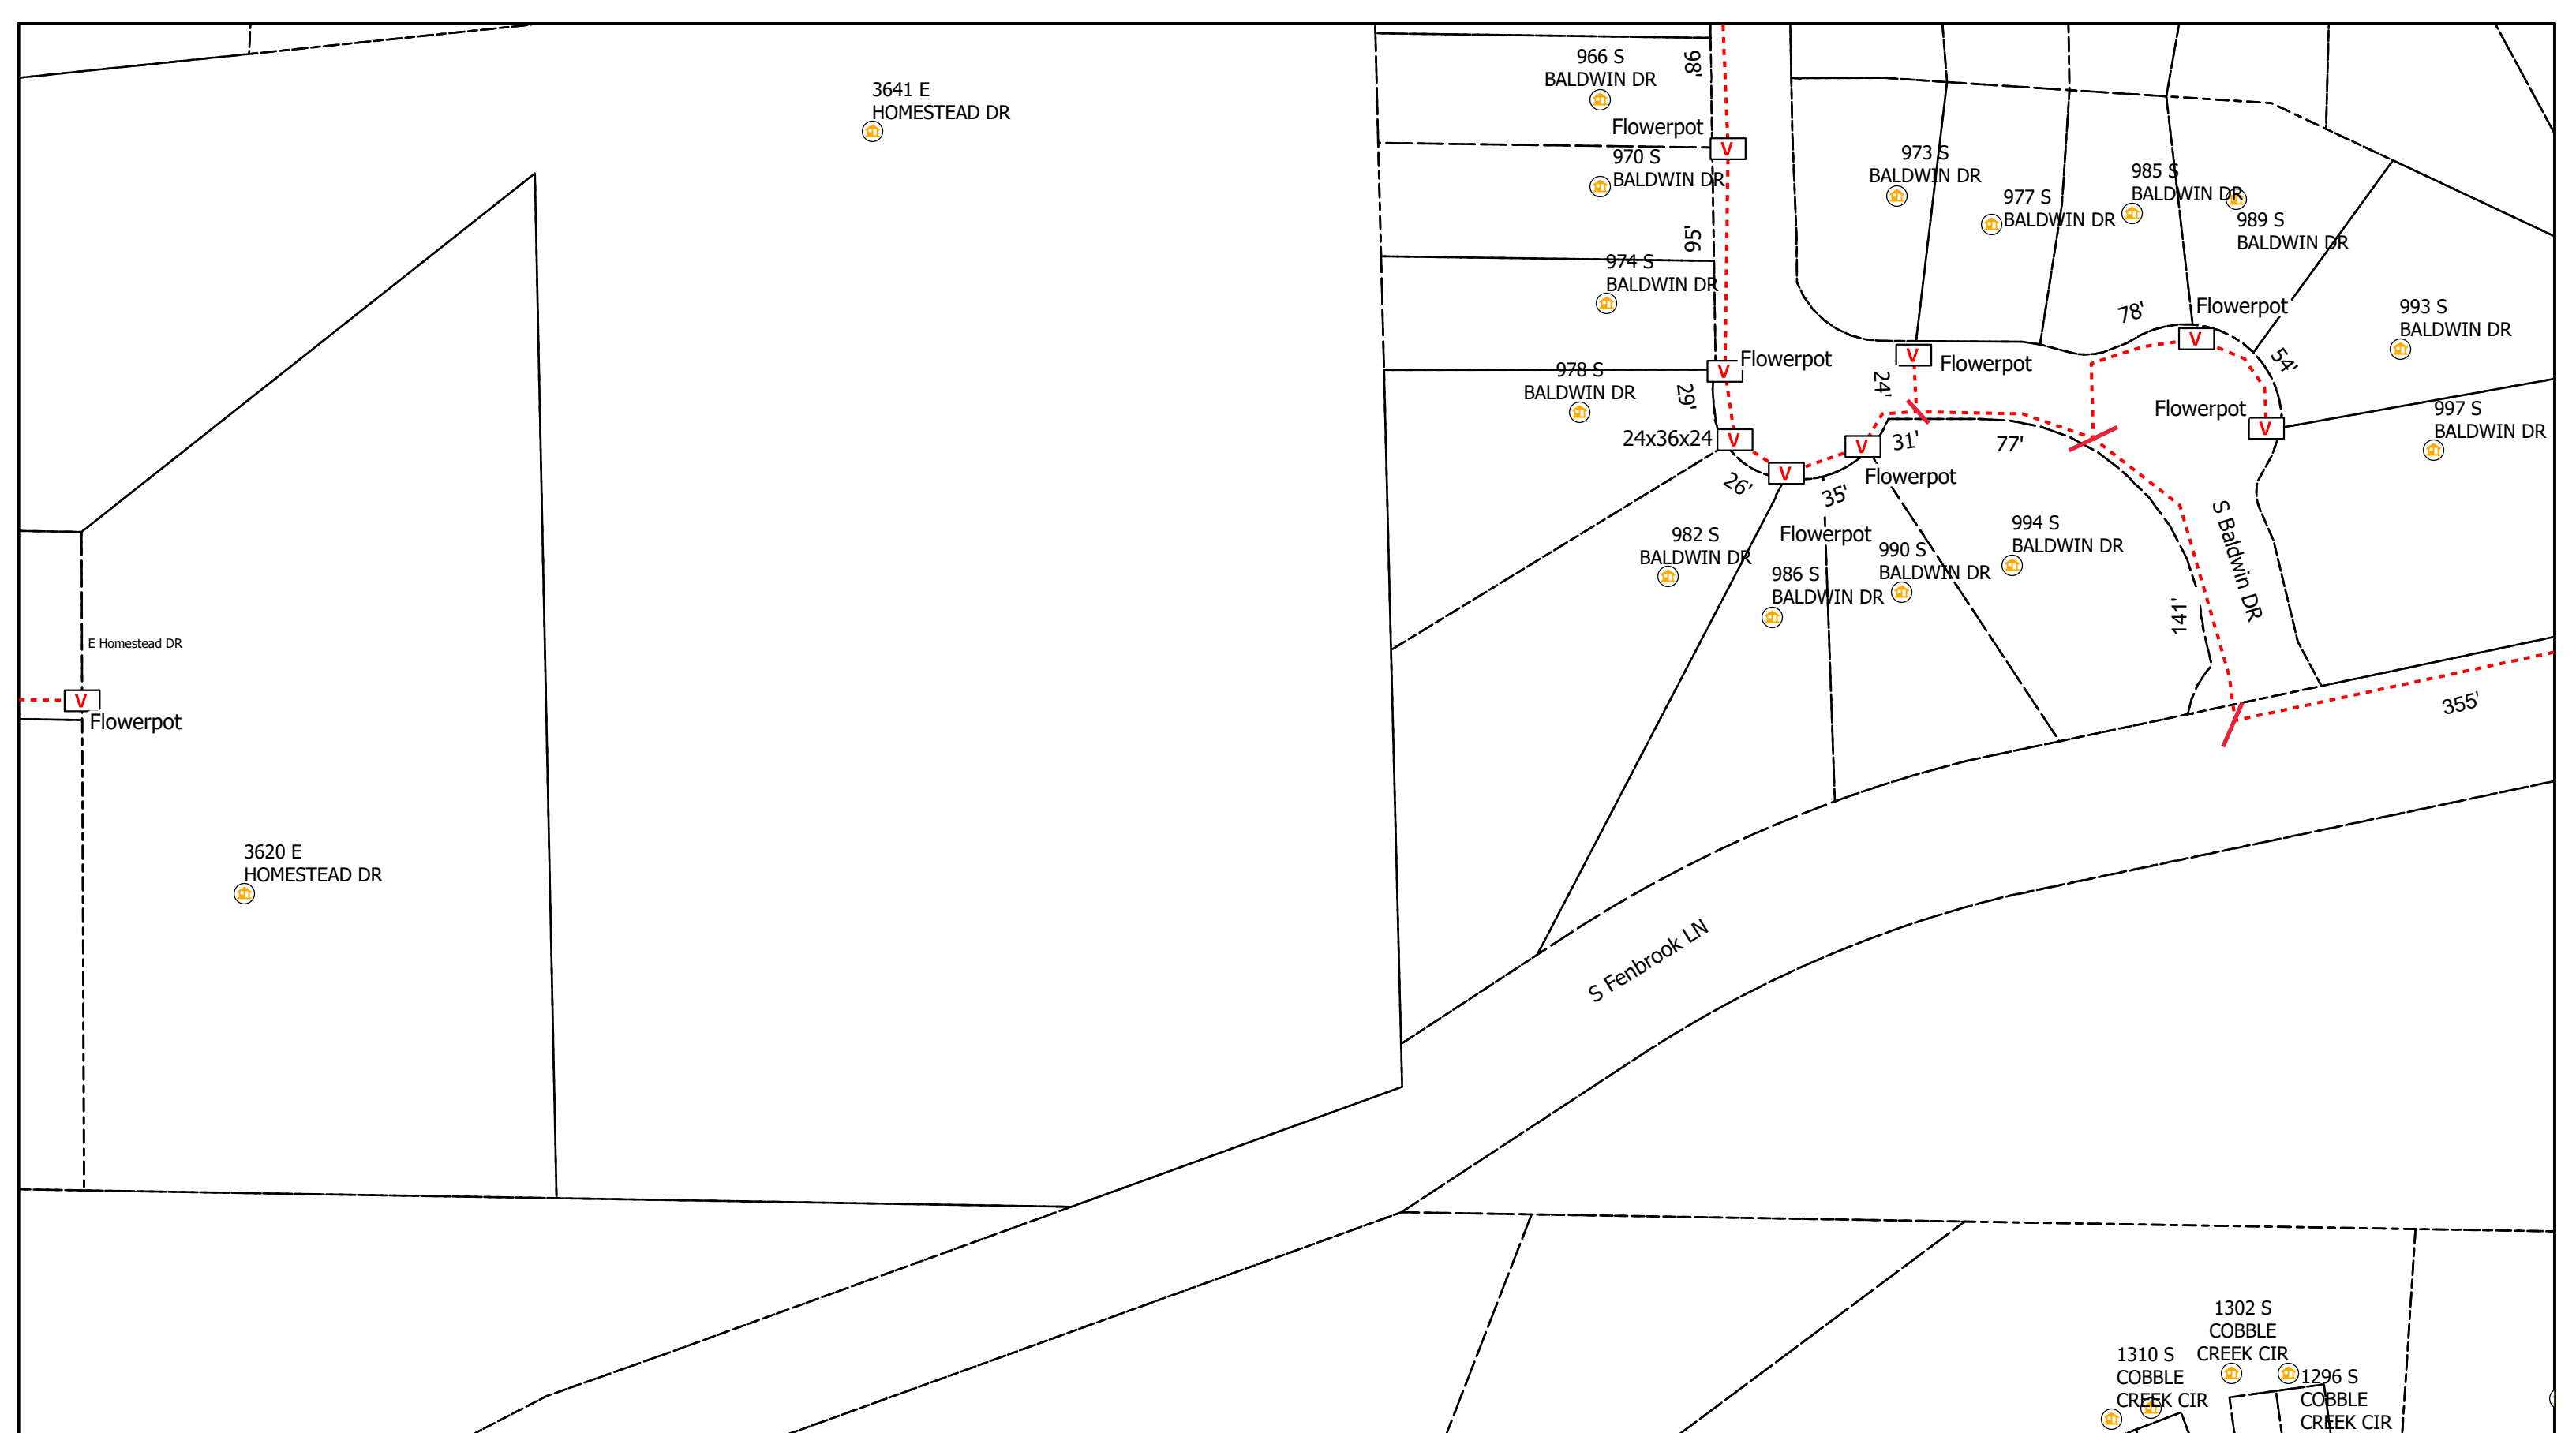 3641 E
HOMESTEAD DR
966 S
BALDWIN DR
98'
Flowerpot
V
970 S
BALDWIN DR
95'
974 S
BALDWIN DR
973 S
BALDWIN DR
977 S
BALDWIN DR
985 S
BALDWIN DR
989 S
BALDWIN DR
78'
Flowerpot
V
993 S
BALDWIN DR
54'
V
Flowerpot
V
Flowerpot
978 S
BALDWIN DR
29'
24'
Flowerpot
V
997 S
BALDWIN DR
24x36x24
V
V
31'
77'
V
Flowerpot
26'
35'
Flowerpot
982 S
BALDWIN DR
986 S
BALDWIN DR
990 S
BALDWIN DR
994 S
BALDWIN DR
S Baldwin DR
141'
E Homestead DR
V
Flowerpot
355'
3620 E
HOMESTEAD DR
S Fenbrook LN
1302 S
COBBLE
CREEK CIR
1310 S
COBBLE
CREEK CIR
1296 S
COBBLE
CREEK CIR